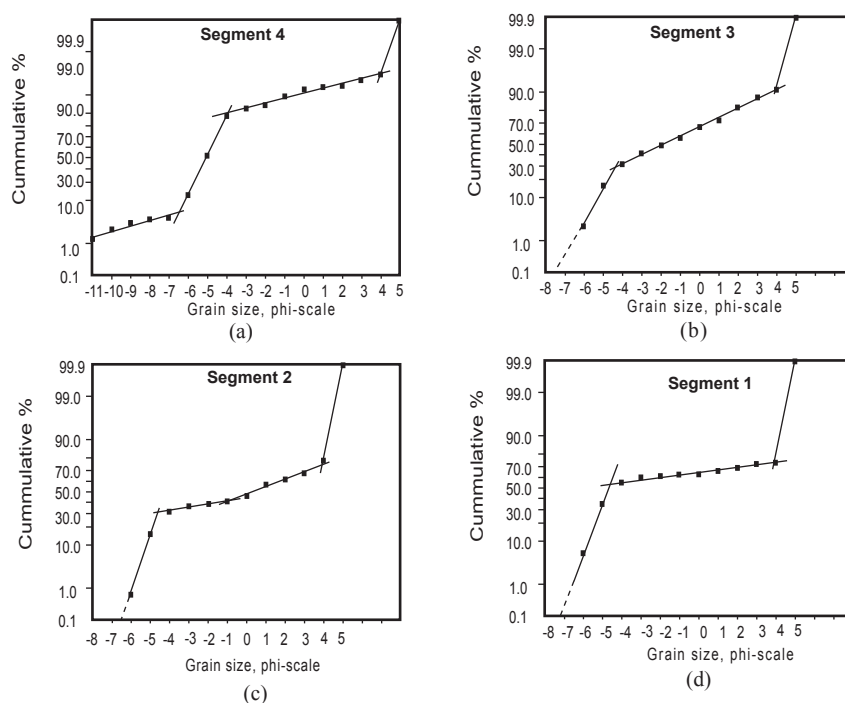 Segment 4
Cummulative %
99.9
99.0
90.0
70.0
50.0
30.0
10.0
1.0
0.1
-11 -10 -9 -8 -7 -6 -5 -4 -3 -2 -1 0 1 2 3 4 5
Grain size, phi-scale
(a)
Segment 3
Cummulative %
99.9
99.0
90.0
70.0
50.0
30.0
10.0
1.0
0.1
-8 -7 -6 -5 -4 -3 -2 -1 0 1 2 3 4 5
Grain size, phi-scale
(b)
Segment 2
Cummulative %
99.9
99.0
90.0
70.0
50.0
30.0
10.0
1.0
0.1
-8 -7 -6 -5 -4 -3 -2 -1 0 1 2 3 4 5
Grain size, phi-scale
(c)
Segment 1
Cummulative %
99.9
99.0
90.0
70.0
50.0
30.0
10.0
1.0
0.1
-8 -7 -6 -5 -4 -3 -2 -1 0 1 2 3 4 5
Grain size, phi-scale
(d)